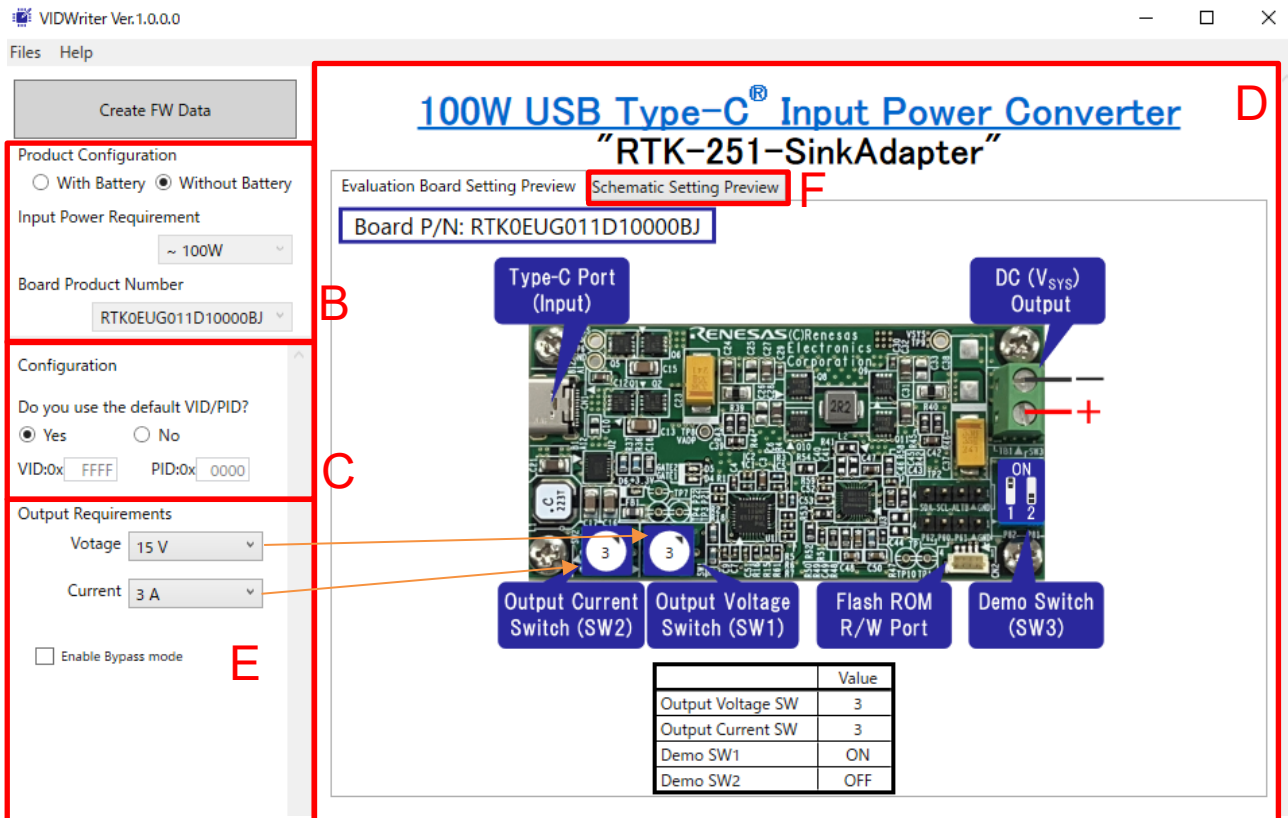 VIDWriter Ver.1.0.0.0
Files Help
Create FW Data
Product Configuration
With Battery Without Battery
Input Power Requirement
~ 100W
Board Product Number
RTK0EUG011D10000BJ
B
Configuration
Do you use the default VID/PID?
Yes No
VID:0x FFFF PID:0x 0000
C
Output Requirements
Votage 15 V
Current 3 A
Enable Bypass mode
E
D
100W USB Type-C® Input Power Converter
"RTK-251-SinkAdapter"
Evaluation Board Setting Preview Schematic Setting Preview
F
Board P/N: RTK0EUG011D10000BJ
Type-C Port
(Input)
DC (VSYS)
Output
RENESAS (C)Renesas
Electronics
Corporation
2R2
− 
+
ON
1 2
3 3
Output Current
Switch (SW2)
Output Voltage
Switch (SW1)
Flash ROM
R/W Port
Demo Switch
(SW3)
Value
Output Voltage SW 3
Output Current SW 3
Demo SW1 ON
Demo SW2 OFF